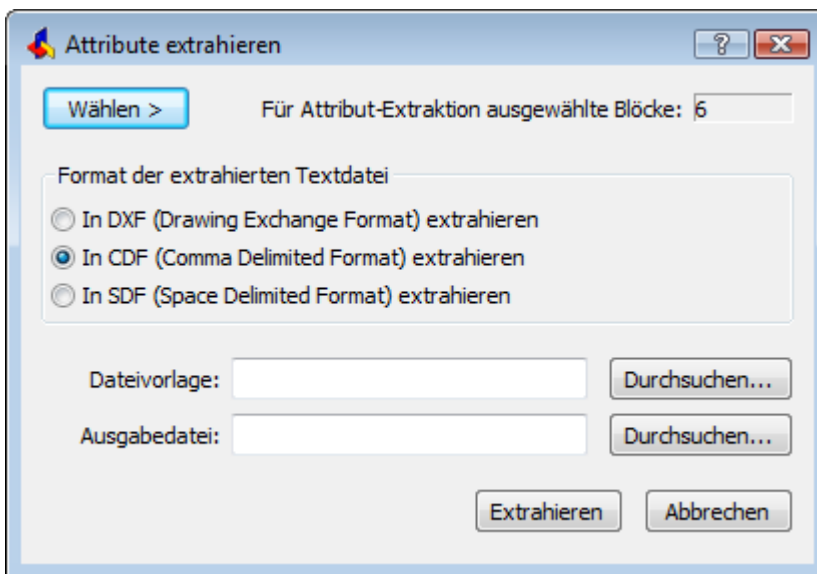 Attribute extrahieren
Wählen > Für Attribut-Extraktion ausgewählte Blöcke: 6
Format der extrahierten Textdatei
In DXF (Drawing Exchange Format) extrahieren
In CDF (Comma Delimited Format) extrahieren
In SDF (Space Delimited Format) extrahieren
Dateivorlage: Durchsuchen...
Ausgabedatei: Durchsuchen...
Extrahieren Abbrechen